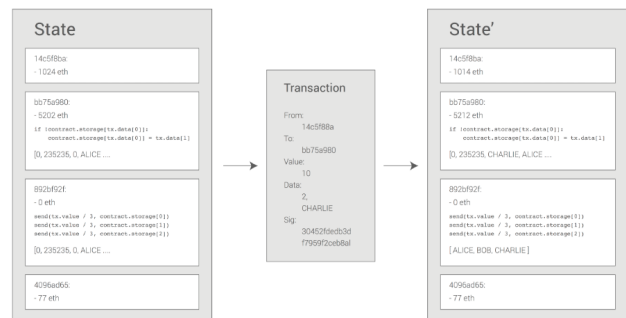 State
14c5f8ba:
- 1024 eth
bb75a980:
- 5202 eth
if !contract.storage[tx.data[0]]:
contract.storage[tx.data[0]] = tx.data[1]
[0, 235235, 0, ALICE ....
892bf92f:
- 0 eth
send(tx.value / 3, contract.storage[0])
send(tx.value / 3, contract.storage[1])
send(tx.value / 3, contract.storage[2])
[0, 235235, 0, ALICE ....
4096ad65:
- 77 eth
Transaction
From:
14c5f88a
To:
bb75a980
Value:
10
Data:
2,
CHARLIE
Sig:
30452fdedb3d
f7959f2ceb8a1
State'
14c5f8ba:
- 1014 eth
bb75a980:
- 5212 eth
if !contract.storage[tx.data[0]]:
contract.storage[tx.data[0]] = tx.data[1]
[0, 235235, CHARLIE, ALICE ....
892bf92f:
- 0 eth
send(tx.value / 3, contract.storage[0])
send(tx.value / 3, contract.storage[1])
send(tx.value / 3, contract.storage[2])
[ ALICE, BOB, CHARLIE ]
4096ad65:
- 77 eth